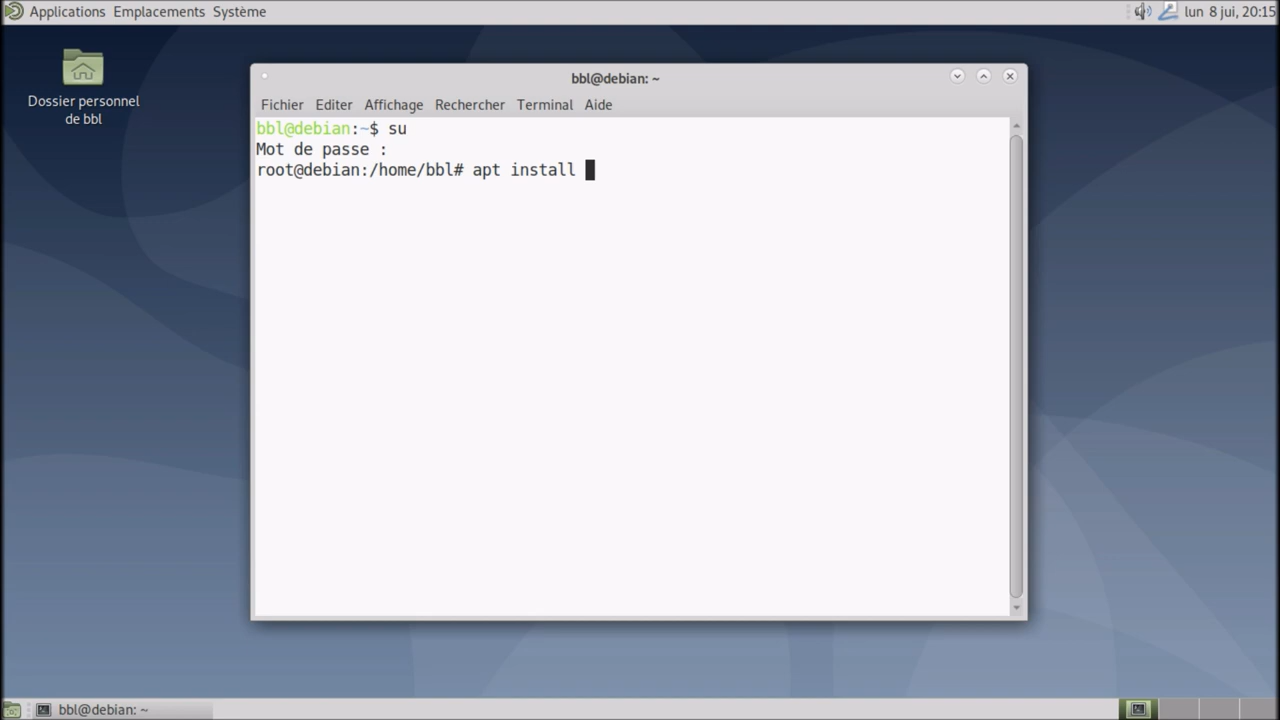 Applications Emplacements Système
lun 8 jui, 20:15
Dossier personnel
de bbl
bbl@debian: ~
Fichier Editer Affichage Rechercher Terminal Aide
bbl@debian:~$ su
Mot de passe :
root@debian:/home/bbl# apt install
bbl@debian: ~